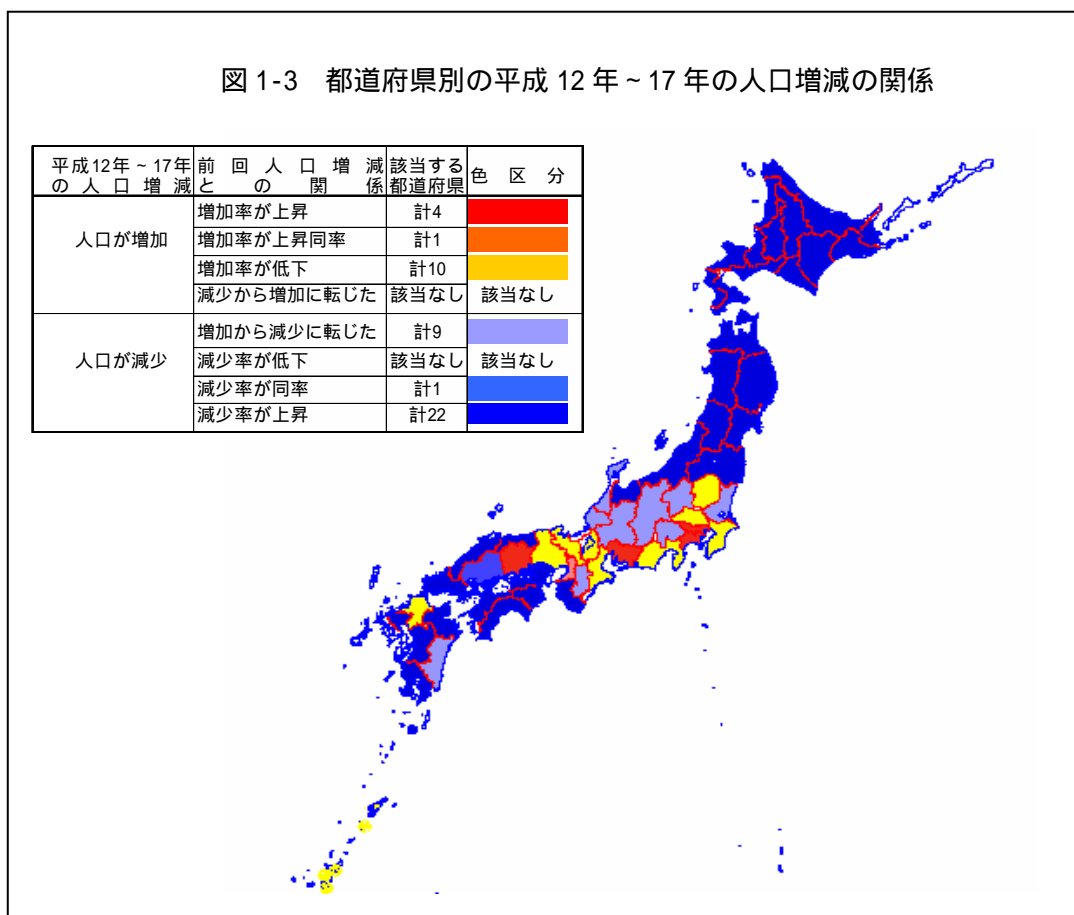 図 1-3 都道府県別の平成 12 年 ~ 17 年の人口増減の関係
平成12年 ~ 17年 前回人口増減 該当する 色区分
の人口増減 との関係 都道府県
増加率が上昇 計4
人口が増加 増加率が上昇同率 計1
増加率が低下 計10
減少から増加に転じた 該当なし 該当なし
増加から減少に転じた 計9
人口が減少 減少率が低下 該当なし 該当なし
減少率が同率 計1
減少率が上昇 計22